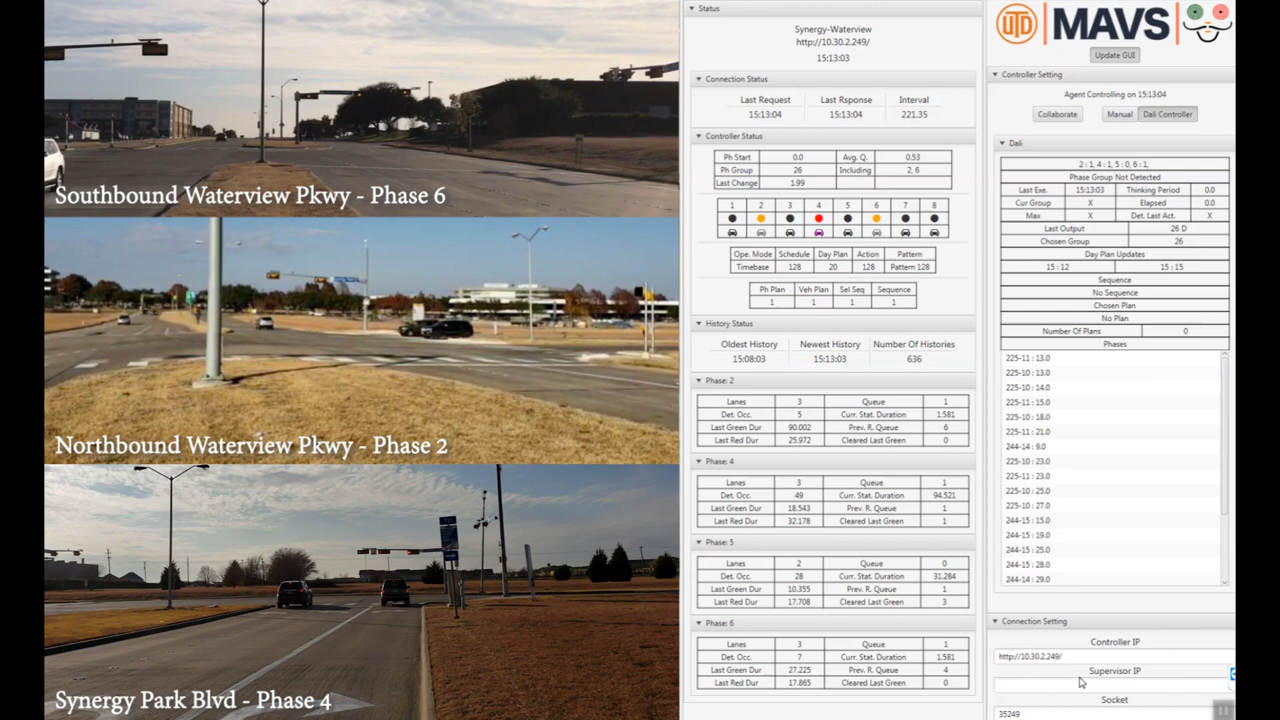 Southbound Waterview Pkwy - Phase 6
Northbound Waterview Pkwy - Phase 2
Synergy Park Blvd - Phase 4
Status
Synergy-Waterview
http://10.30.2.249/
15:13:03
Connection Status
Last Request Last Rsponse Interval
15:13:04 15:13:04 221.35
Controller Status
Ph Start 0.0 Avg. Q. 0.53
Ph Group 26 Including 2, 6
Last Change 1.99
1 2 3 4 5 6 7 8
Ope. Mode Schedule Day Plan Action Pattern
Timebase 128 20 128 Pattern 128
Ph Plan Veh Plan Sel Seq Sequence
1 1 1 1
History Status
Oldest History Newest History Number Of Histories
15:08:03 15:13:03 636
Phase: 2
Lanes 3 Queue 1
Det. Occ. 5 Curr. Stat. Duration 1.581
Last Green Dur 90.002 Prev. R. Queue 6
Last Red Dur 25.972 Cleared Last Green 0
Phase: 4
Lanes 3 Queue 1
Det. Occ. 49 Curr. Stat. Duration 94.521
Last Green Dur 18.543 Prev. R. Queue 1
Last Red Dur 32.178 Cleared Last Green 1
Phase: 5
Lanes 2 Queue 0
Det. Occ. 28 Curr. Stat. Duration 31.284
Last Green Dur 10.355 Prev. R. Queue 1
Last Red Dur 17.708 Cleared Last Green 3
Phase: 6
Lanes 3 Queue 1
Det. Occ. 7 Curr. Stat. Duration 1.581
Last Green Dur 27.225 Prev. R. Queue 4
Last Red Dur 17.865 Cleared Last Green 0
UTD MAVS
Update GUI
Controller Setting
Agent Controlling on 15:13:04
Collaborate Manual Dali Controller
Dali
2 : 1, 4 : 1, 5 : 0, 6 : 1,
Phase Group Not Detected
Last Exe. 15:13:03 Thinking Period 0.0
Cur Group X Elapsed 0.0
Max X Det. Last Act. X
Last Output 26 D
Chosen Group 26
Day Plan Updates
15 : 12 15 : 15
Sequence
No Sequence
Chosen Plan
No Plan
Number Of Plans 0
Phases
225-11 : 13.0
225-10 : 13.0
225-10 : 14.0
225-11 : 15.0
225-10 : 18.0
225-11 : 21.0
244-14 : 9.0
225-10 : 23.0
225-11 : 23.0
225-10 : 25.0
225-10 : 27.0
244-15 : 15.0
244-15 : 19.0
244-15 : 25.0
244-15 : 28.0
244-14 : 29.0
Connection Setting
Controller IP
http://10.30.2.249/
Supervisor IP
Socket
35249